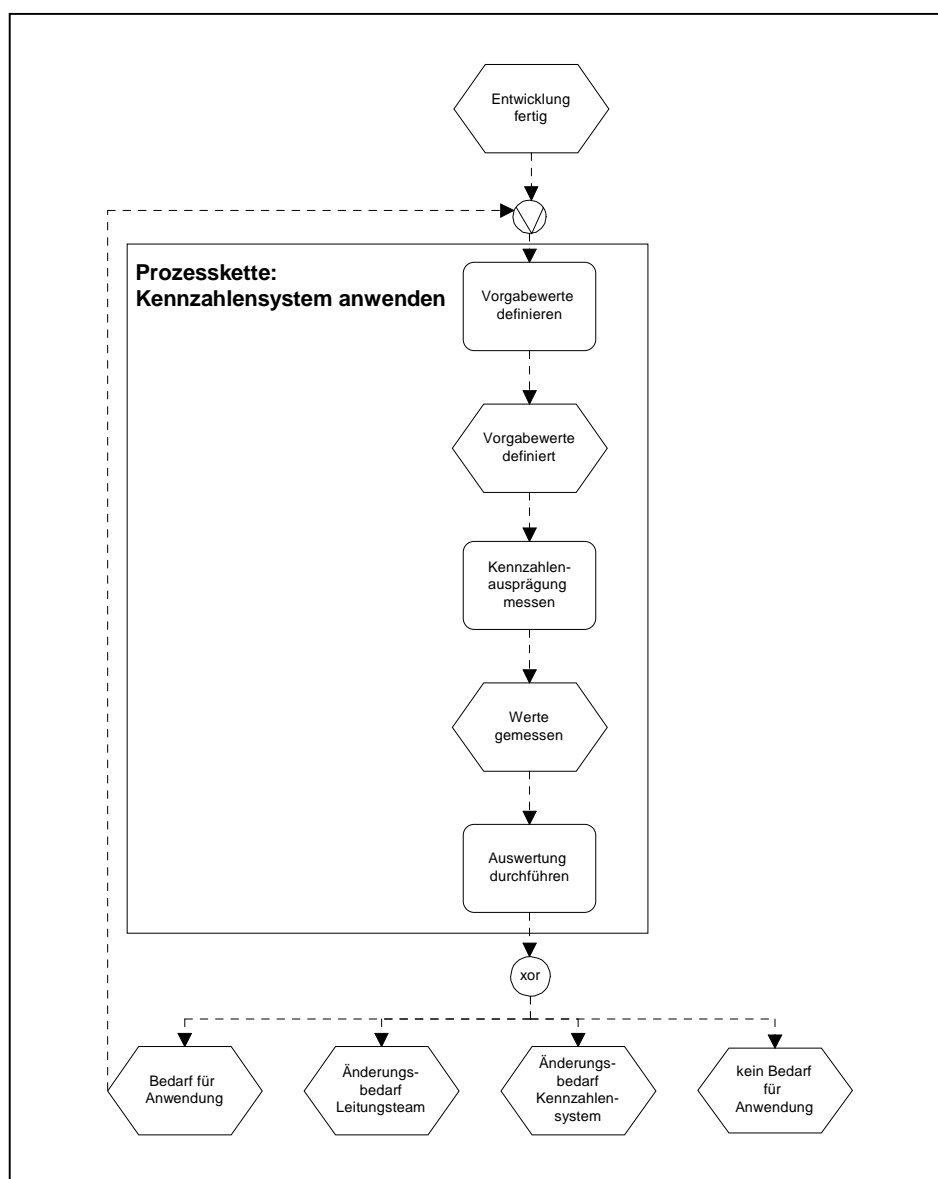 Entwicklung
fertig
Prozesskette:
Kennzahlensystem anwenden
Vorgabewerte
definieren
Vorgabewerte
definiert
Kennzahlen-
ausprägung
messen
Werte
gemessen
Auswertung
durchführen
xor
Bedarf für
Anwendung
Änderungs-
bedarf
Leitungsteam
Änderungs-
bedarf
Kennzahlen-
system
kein Bedarf
für
Anwendung